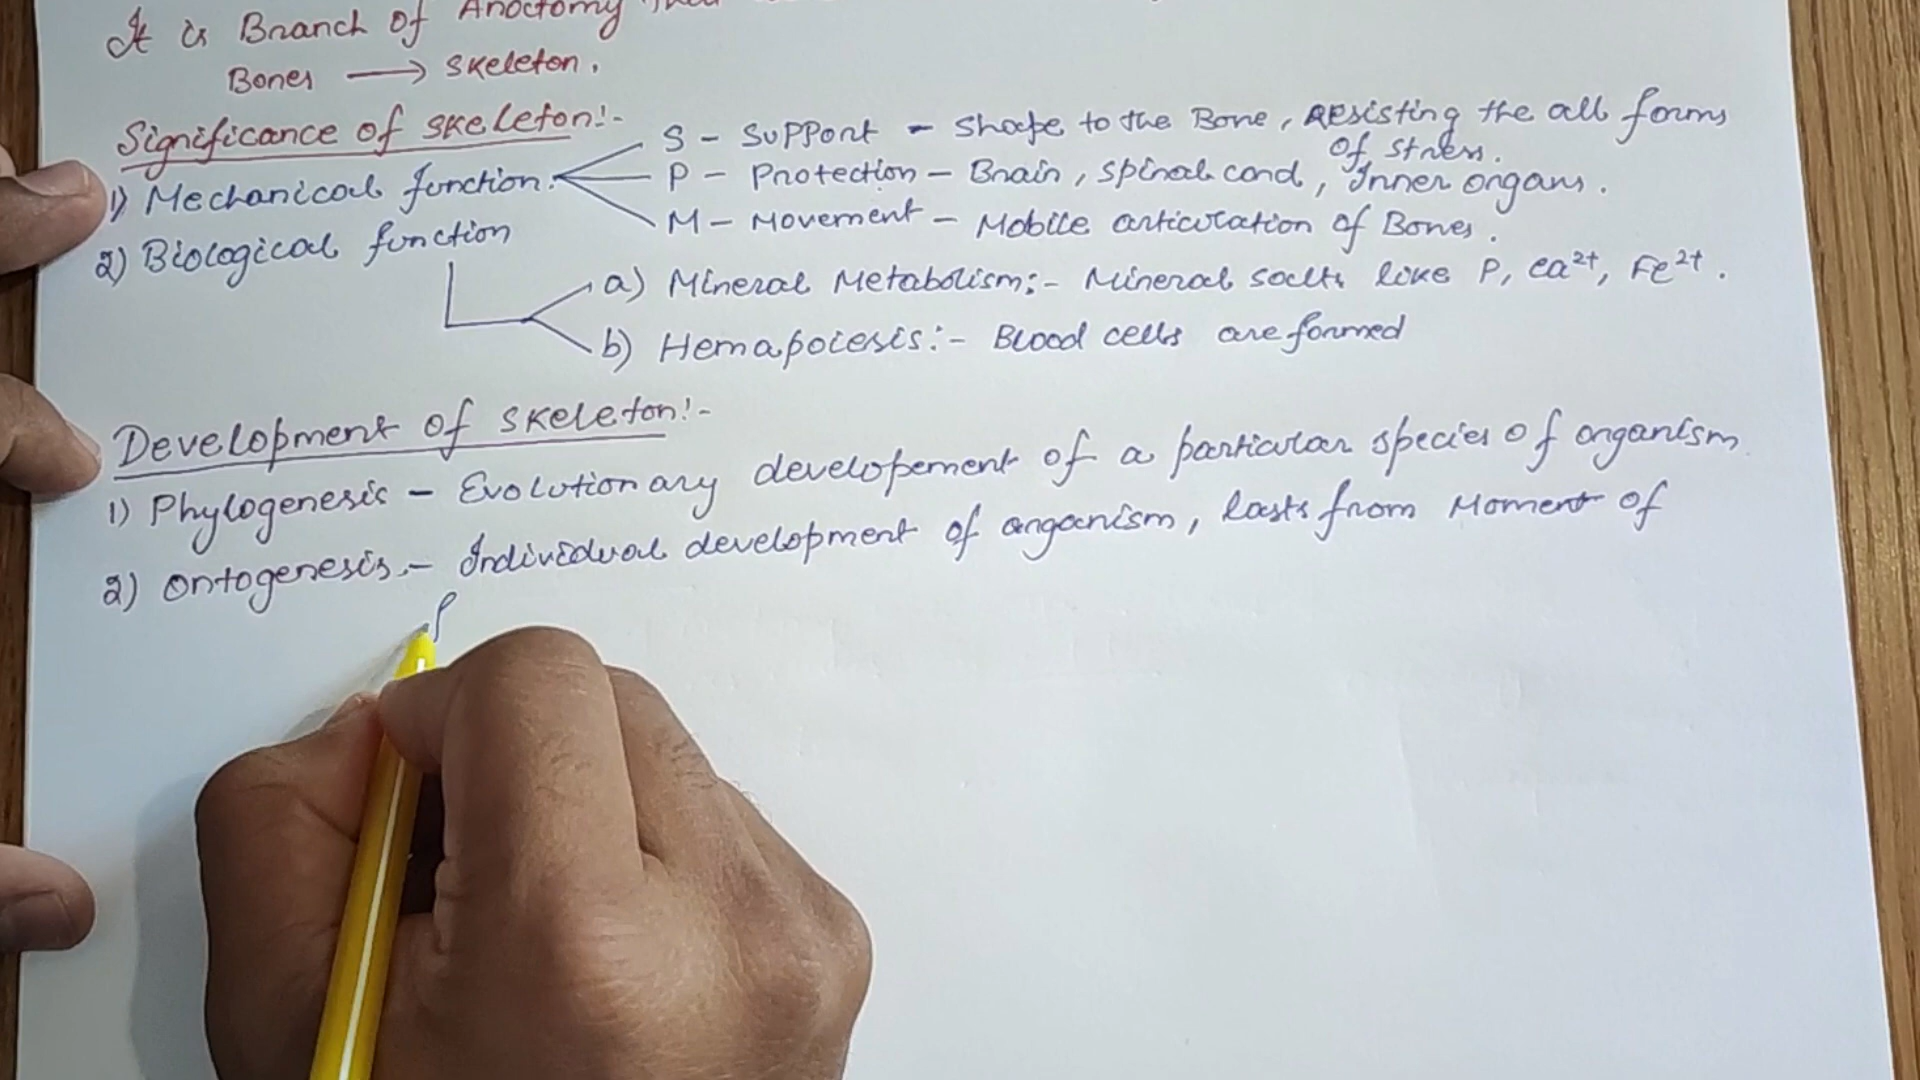 It is Branch Of Anoctomy
Bones → skeleton.
Significance of skeleton:-
1) Mechanical function:
S - Support - Shape to the Bone, resisting the all forms of stress.
P - Protection - Brain, spinal cord, Inner organs.
M - Movement - Mobile articulation of Bones.
2) Biological function
a) Mineral Metabolism:- Mineral salts like P, Ca²⁺, Fe²⁺.
b) Hemapoiesis:- Blood cells are formed
Development of skeleton:-
1) Phylogenesis - Evolutionary developement of a particular species of organism
2) Ontogenesis - Individual development of organism, lasts from Moment of